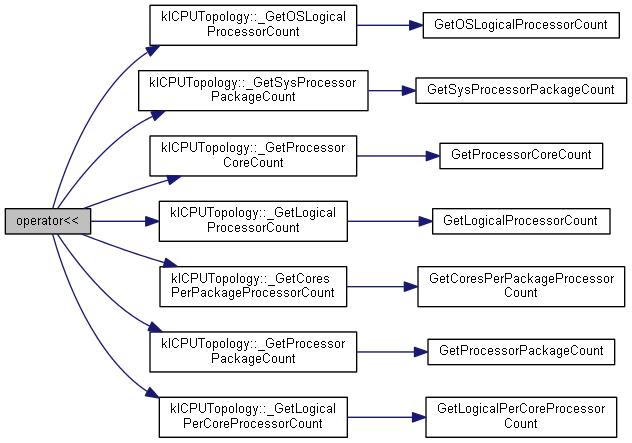 operator<<
kICPUTopology::_GetOSLogical
ProcessorCount
GetOSLogicalProcessorCount
kICPUTopology::_GetSysProcessor
PackageCount
GetSysProcessorPackageCount
kICPUTopology::_GetProcessor
CoreCount
GetProcessorCoreCount
kICPUTopology::_GetLogical
ProcessorCount
GetLogicalProcessorCount
kICPUTopology::_GetCores
PerPackageProcessorCount
GetCoresPerPackageProcessor
Count
kICPUTopology::_GetProcessor
PackageCount
GetProcessorPackageCount
kICPUTopology::_GetLogical
PerCoreProcessorCount
GetLogicalPerCoreProcessor
Count